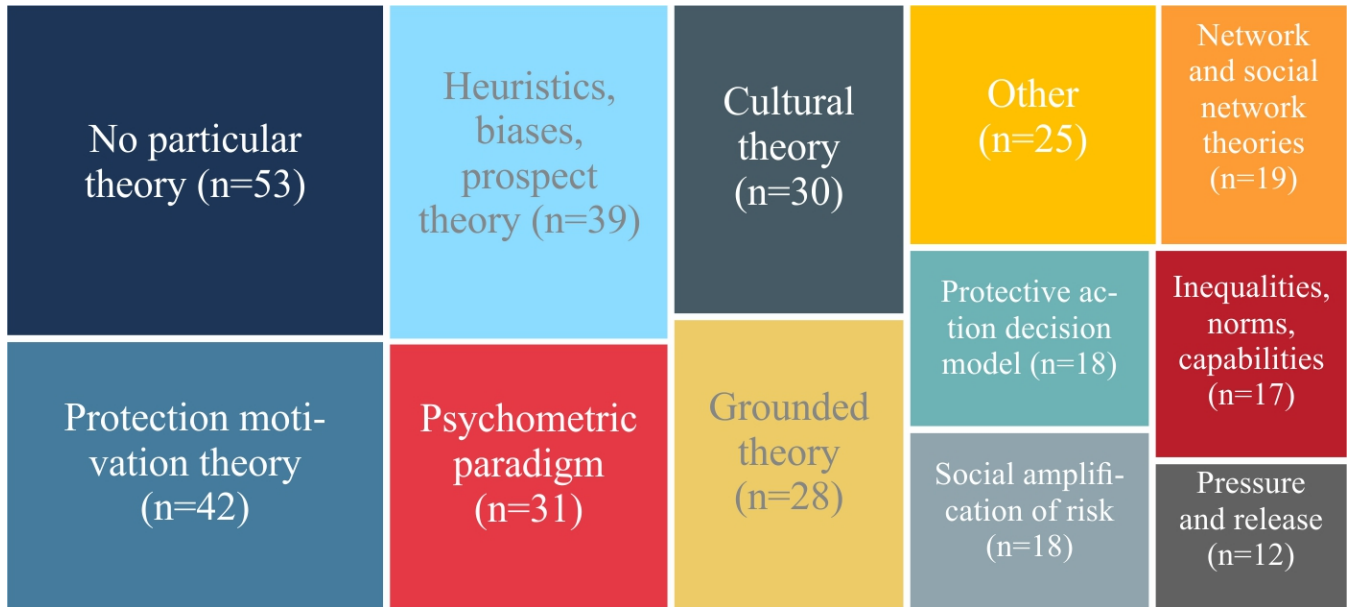 No particular
theory (n=53)
Protection moti-
vation theory
(n=42)
Heuristics,
biases,
prospect
theory (n=39)
Psychometric
paradigm
(n=31)
Cultural
theory
(n=30)
Grounded
theory
(n=28)
Other
(n=25)
Network
and social
network
theories
(n=19)
Protective ac-
tion decision
model (n=18)
Inequalities,
norms,
capabilities
(n=17)
Social amplifi-
cation of risk
(n=18)
Pressure
and release
(n=12)